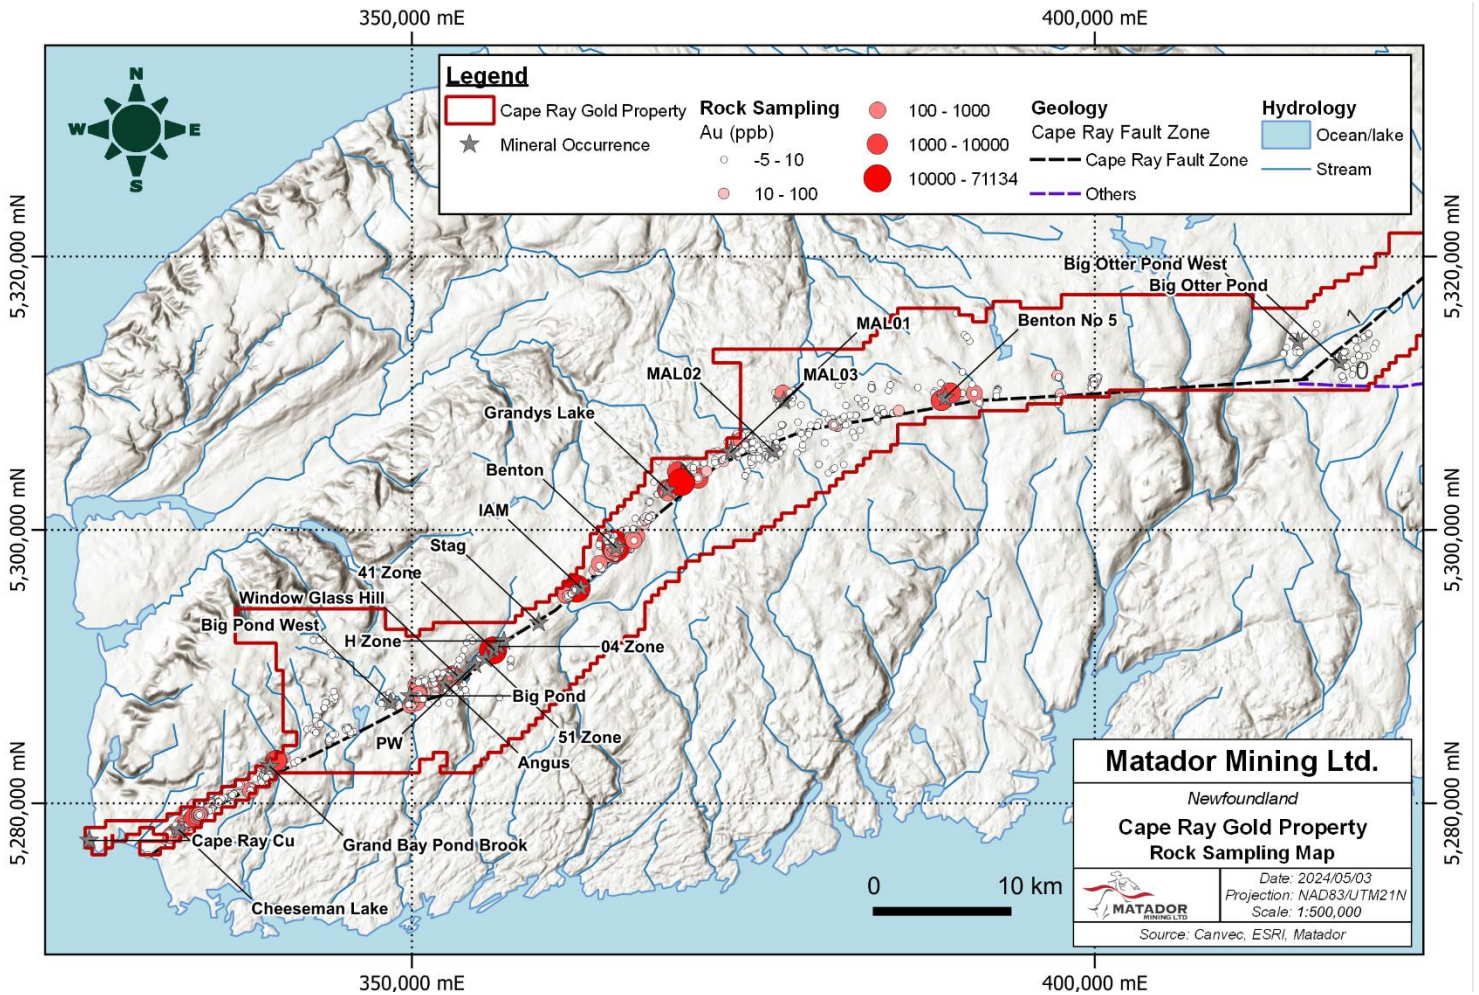 350,000 mE
400,000 mE
N
W
E
S
Legend
Cape Ray Gold Property
Mineral Occurrence
Rock Sampling
Au (ppb)
-5 - 10
10 - 100
100 - 1000
1000 - 10000
10000 - 71134
Geology
Cape Ray Fault Zone
Cape Ray Fault Zone
Others
Hydrology
Ocean/lake
Stream
5,320,000 mN
5,320,000 mN
Big Otter Pond West
Big Otter Pond
1
0
MAL01
Benton No 5
MAL02
MAL03
Grandys Lake
Benton
IAM
5,300,000 mN
5,300,000 mN
Stag
41 Zone
Window Glass Hill
Big Pond West
H Zone
04 Zone
Big Pond
51 Zone
PW
Angus
5,280,000 mN
5,280,000 mN
Cape Ray Cu
Grand Bay Pond Brook
Cheeseman Lake
0
10 km
Matador Mining Ltd.
Newfoundland
Cape Ray Gold Property
Rock Sampling Map
MATADOR
MINING LTD
Date: 2024/05/03
Projection: NAD83/UTM21N
Scale: 1:500,000
Source: Canvec, ESRI, Matador
350,000 mE
400,000 mE